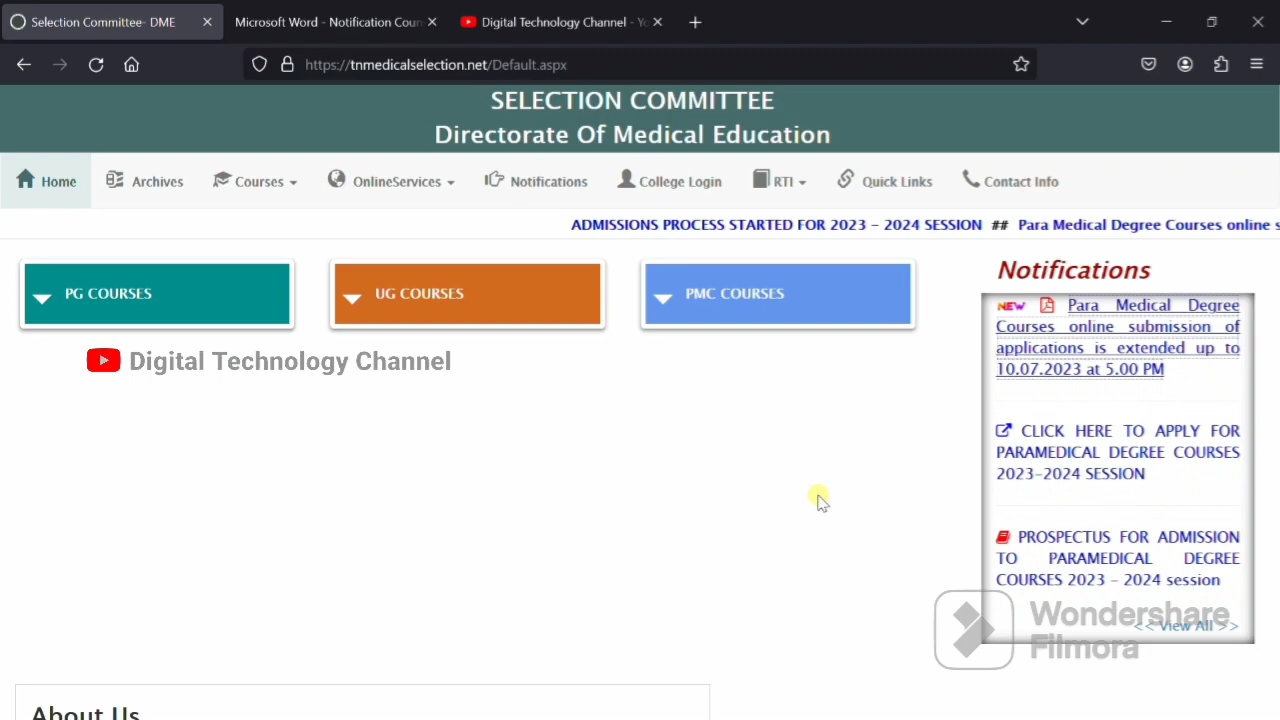 Selection Committee- DME
Microsoft Word - Notification Cour
Digital Technology Channel - Yo
https://tnmedicalselection.net/Default.aspx
SELECTION COMMITTEE
Directorate Of Medical Education
Home
Archives
Courses
OnlineServices
Notifications
College Login
RTI
Quick Links
Contact Info
ADMISSIONS PROCESS STARTED FOR 2023 - 2024 SESSION ## Para Medical Degree Courses online s
PG COURSES
UG COURSES
PMC COURSES
Digital Technology Channel
Notifications
NEW Para Medical Degree
Courses online submission of
applications is extended up to
10.07.2023 at 5.00 PM
CLICK HERE TO APPLY FOR
PARAMEDICAL DEGREE COURSES
2023-2024 SESSION
PROSPECTUS FOR ADMISSION
TO PARAMEDICAL DEGREE
COURSES 2023 - 2024 session
<< View All >>
Wondershare
Filmora
About Us